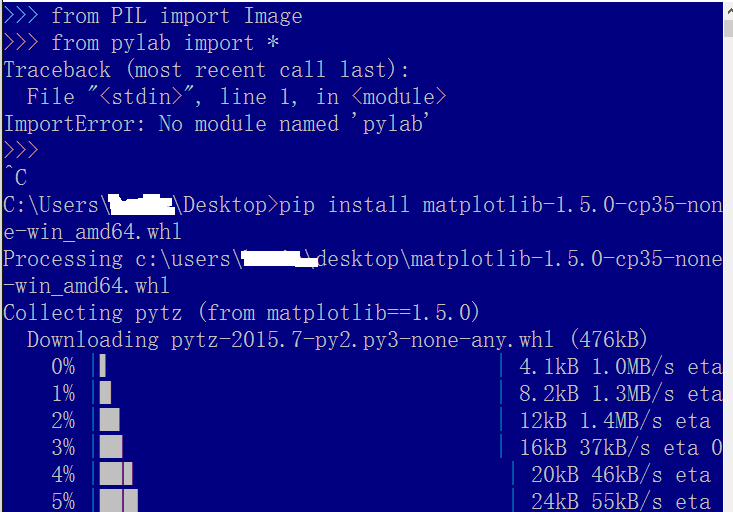 >>> from PIL import Image
>>> from pylab import *
Traceback (most recent call last):
  File "<stdin>", line 1, in <module>
ImportError: No module named 'pylab'
>>>
^C
C:\Users\ \Desktop>pip install matplotlib-1.5.0-cp35-non
e-win_amd64.whl
Processing c:\users\ \desktop\matplotlib-1.5.0-cp35-none
-win_amd64.whl
Collecting pytz (from matplotlib==1.5.0)
  Downloading pytz-2015.7-py2.py3-none-any.whl (476kB)
    0% | | 4.1kB 1.0MB/s eta
    1% | | 8.2kB 1.3MB/s eta
    2% | | 12kB 1.4MB/s eta
    3% | | 16kB 37kB/s eta 0
    4% | | 20kB 46kB/s eta
    5% | | 24kB 55kB/s eta